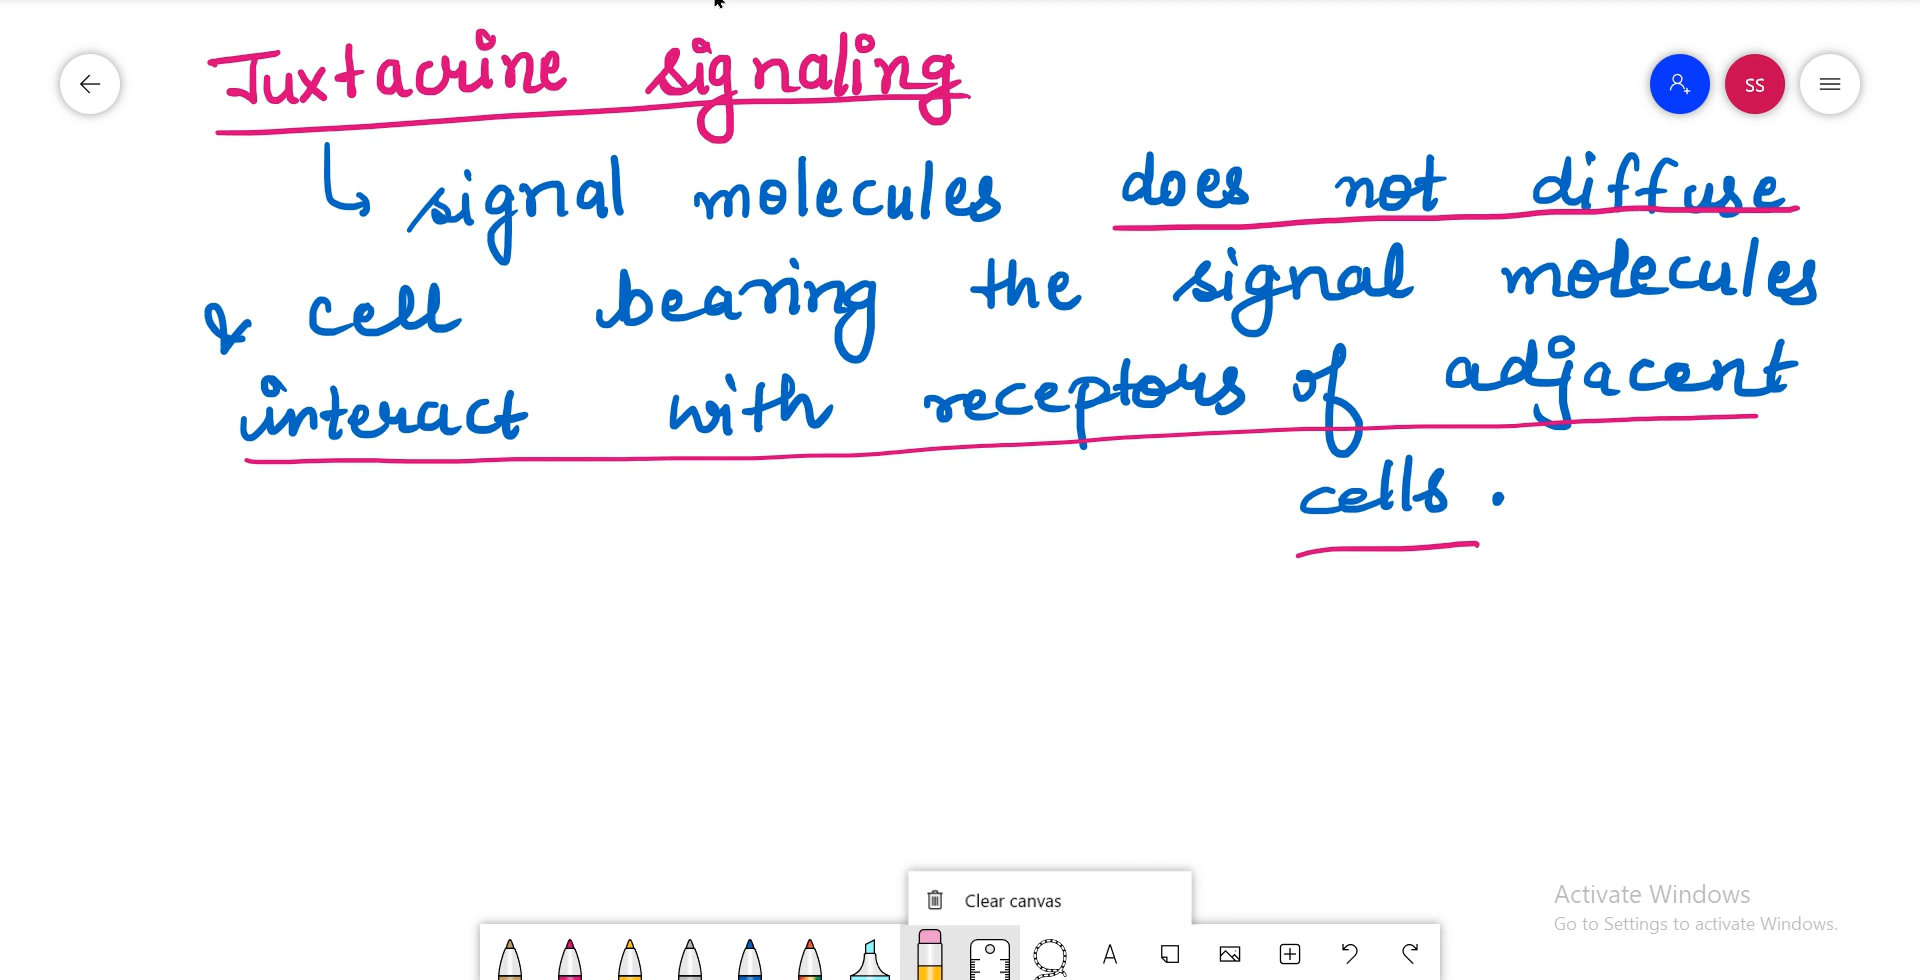 Juxtacrine signaling
SS
↳ signal molecules does not diffuse
& cell bearing the signal molecules
interact with receptors of adjacent
cells.
Clear canvas
Activate Windows
Go to Settings to activate Windows.
A